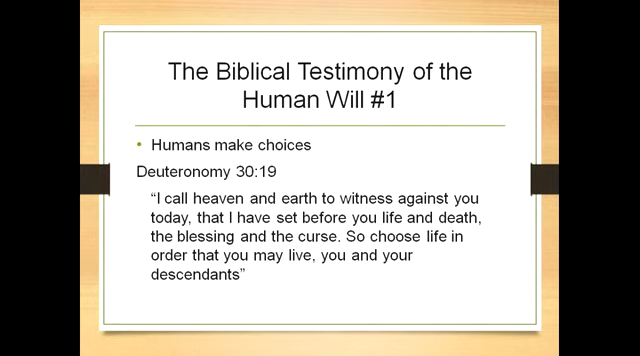 The Biblical Testimony of the
Human Will #1
• Humans make choices
Deuteronomy 30:19
“I call heaven and earth to witness against you
today, that I have set before you life and death,
the blessing and the curse. So choose life in
order that you may live, you and your
descendants”